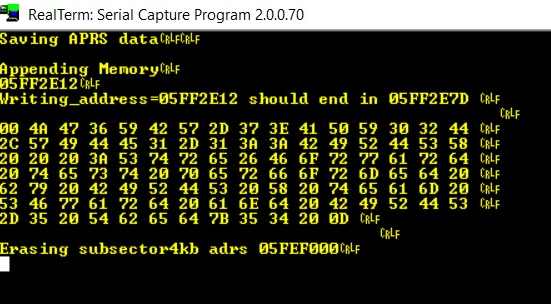 RealTerm: Serial Capture Program 2.0.0.70
Saving APRS dataCRLFCRLF
Appending MemoryCRLF
05FF2E12CRLF
Writing_address=05FF2E12 should end in 05FF2E7D CRLF
CRLF
00 4A 47 36 59 42 57 2D 37 3E 41 50 59 30 32 44 CRLF
2C 57 49 44 45 31 2D 31 3A 3A 42 49 52 44 53 58 CRLF
20 20 20 3A 53 74 72 65 26 46 6F 72 77 61 72 64 CRLF
20 74 65 73 74 20 70 65 72 66 6F 72 6D 65 64 20 CRLF
62 79 20 42 49 52 44 53 20 58 20 74 65 61 6D 20 CRLF
53 46 77 61 72 64 20 61 6E 64 20 42 49 52 44 53 CRLF
2D 35 20 54 62 65 64 7B 35 34 20 0D CRLF
CRLF
Erasing subsector4kb adrs 05FEF000CRLF